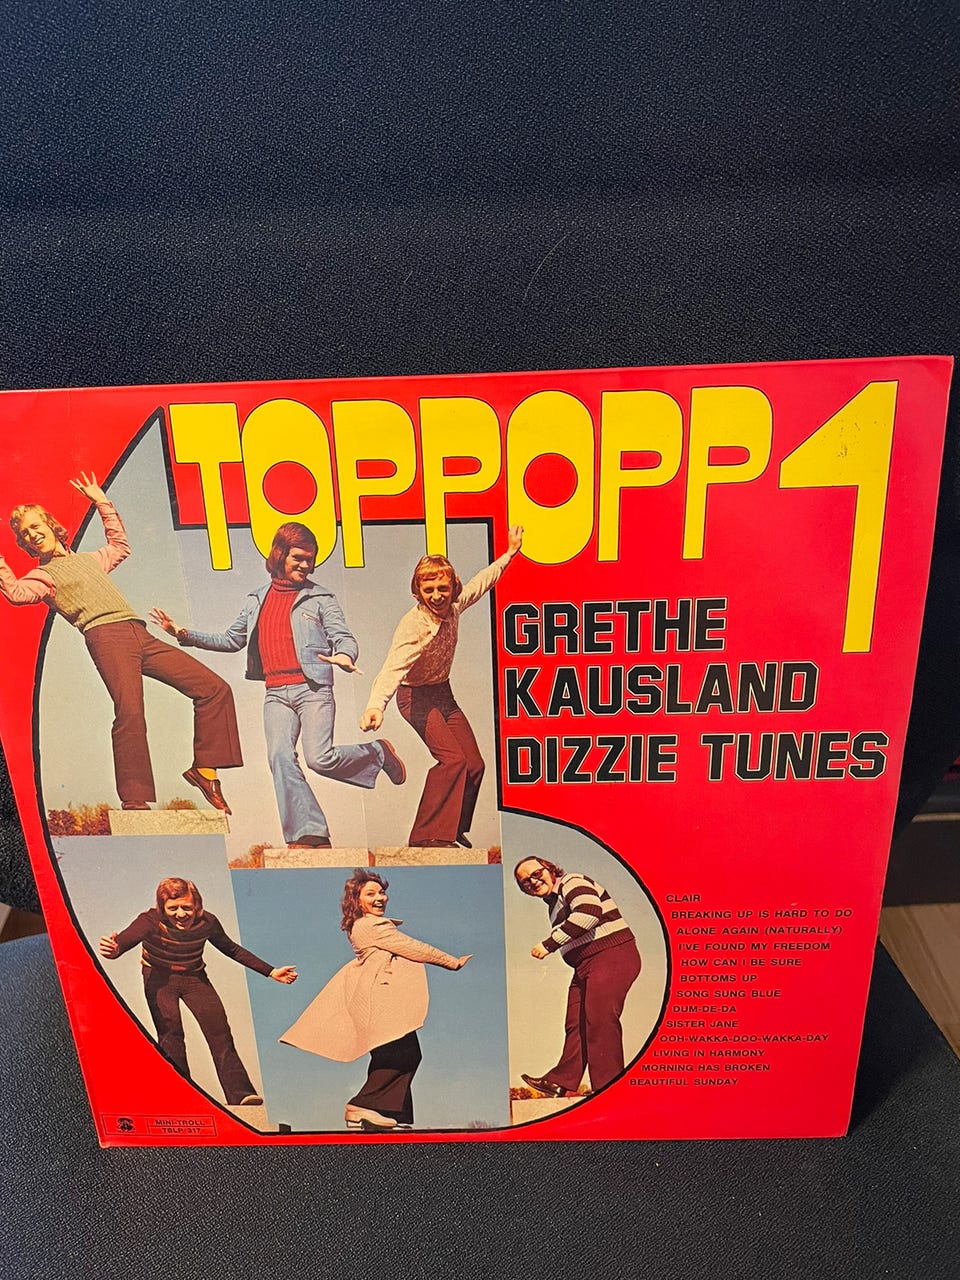 TOPPOPP 1
GRETHE
KAUSLAND
DIZZIE TUNES
CLAIR
BREAKING UP IS HARD TO DO
ALONE AGAIN (NATURALLY)
I'VE FOUND MY FREEDOM
HOW CAN I BE SURE
BOTTOMS UP
SONG SUNG BLUE
DUM-DE-DA
SISTER JANE
OOH-WAKKA-DOO-WAKKA-DAY
LIVING IN HARMONY
MORNING HAS BROKEN
BEAUTIFUL SUNDAY
MINI-TROLL
TBLP 317